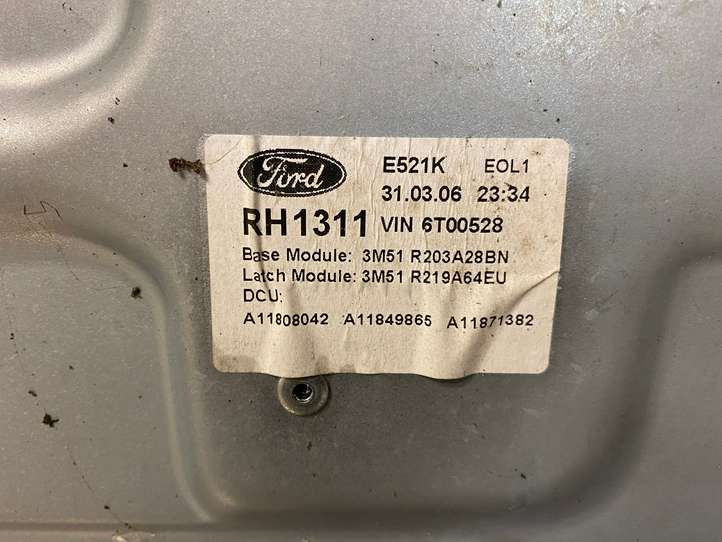 Ford E521K EOL1
31.03.06 23:34
RH1311 VIN 6T00528
Base Module: 3M51 R203A28BN
Latch Module: 3M51 R219A64EU
DCU:
A11808042 A11849865 A11871382